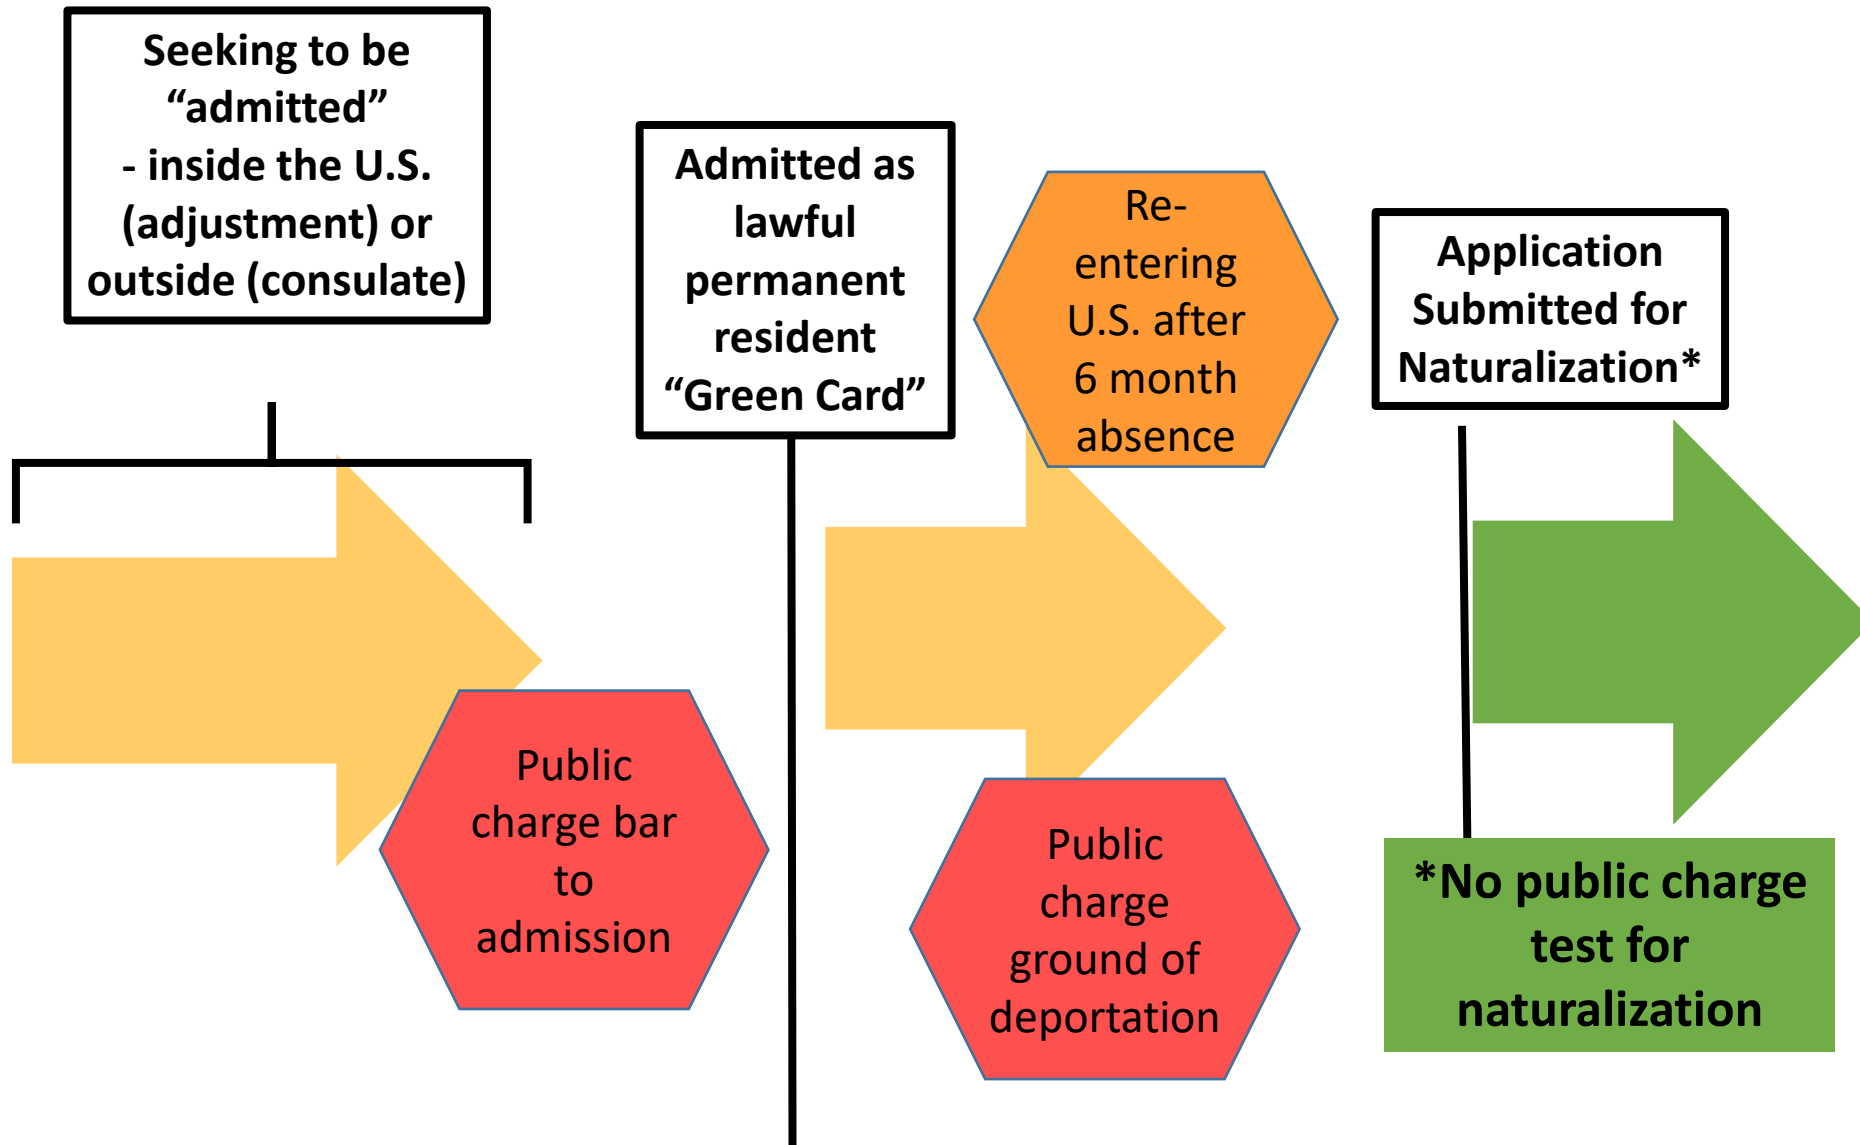 Seeking to be
“admitted”
- inside the U.S.
(adjustment) or
outside (consulate)
Admitted as
lawful
permanent
resident
“Green Card”
Re-
entering
U.S. after
6 month
absence
Application
Submitted for
Naturalization*
Public
charge bar
to
admission
Public
charge
ground of
deportation
*No public charge
test for
naturalization